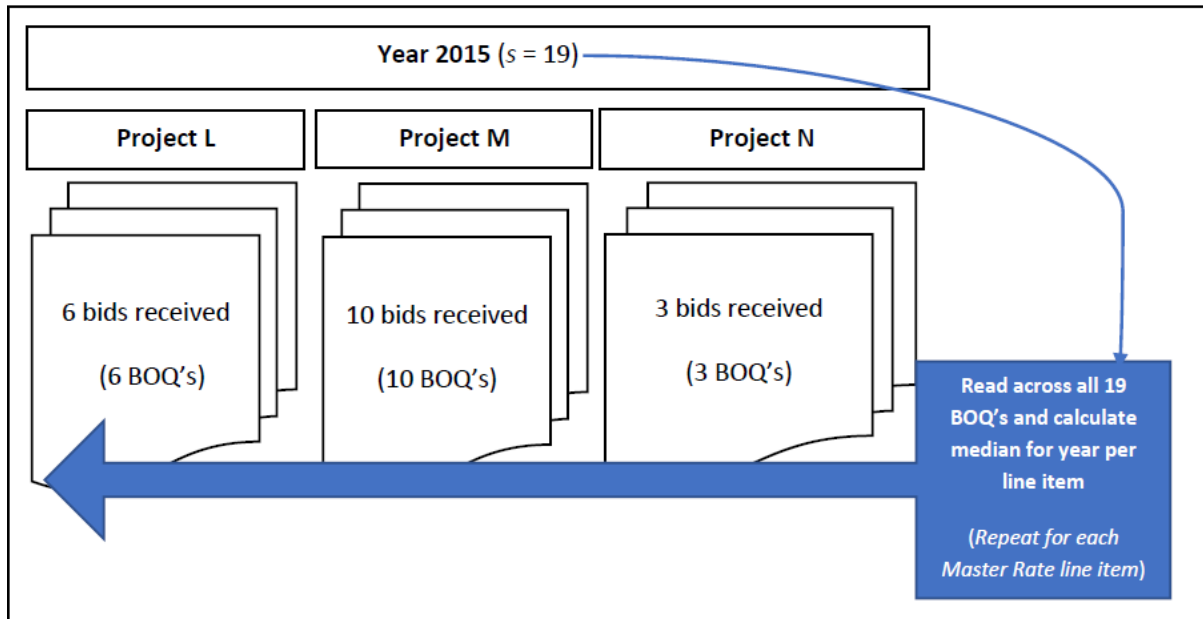 Year 2015 (s = 19)
Project L
Project M
Project N
6 bids received
(6 BOQ’s)
10 bids received
(10 BOQ’s)
3 bids received
(3 BOQ’s)
Read across all 19
BOQ’s and calculate
median for year per
line item
(Repeat for each
Master Rate line item)